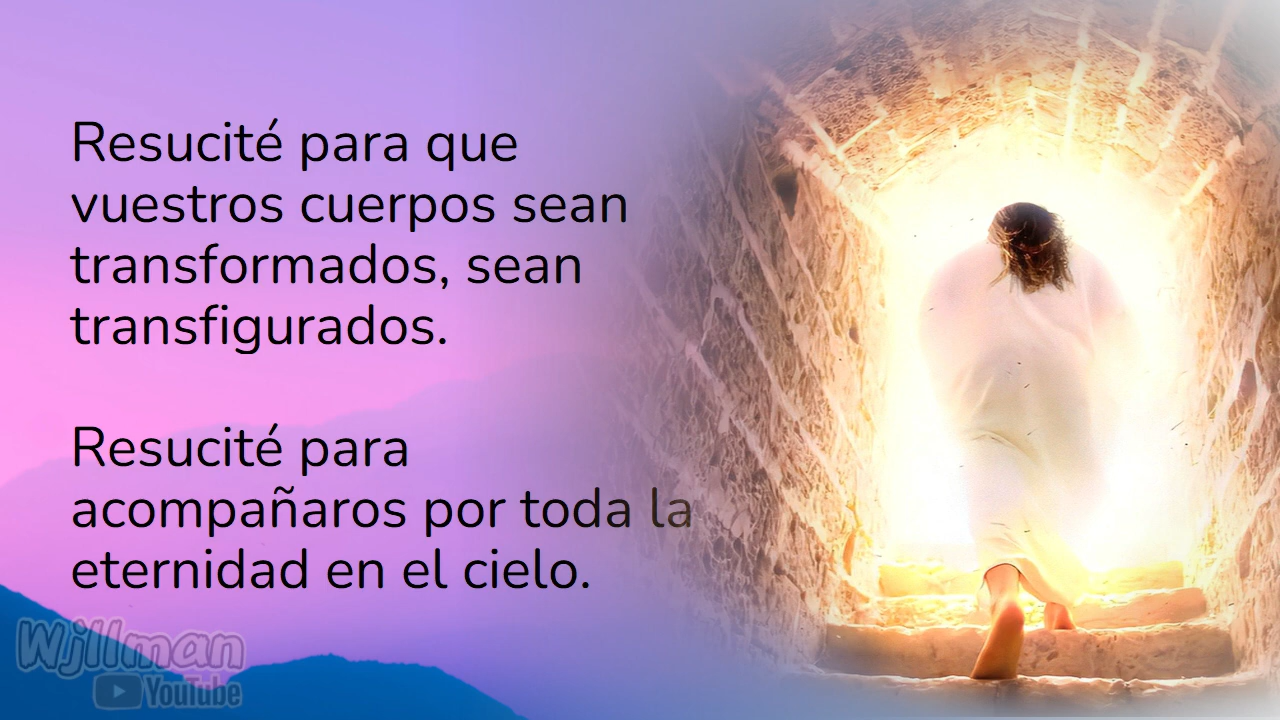 Resucité para que
vuestros cuerpos sean
transformados, sean
transfigurados.
Resucité para
acompañaros por toda la
eternidad en el cielo.
Wjllman
YouTube